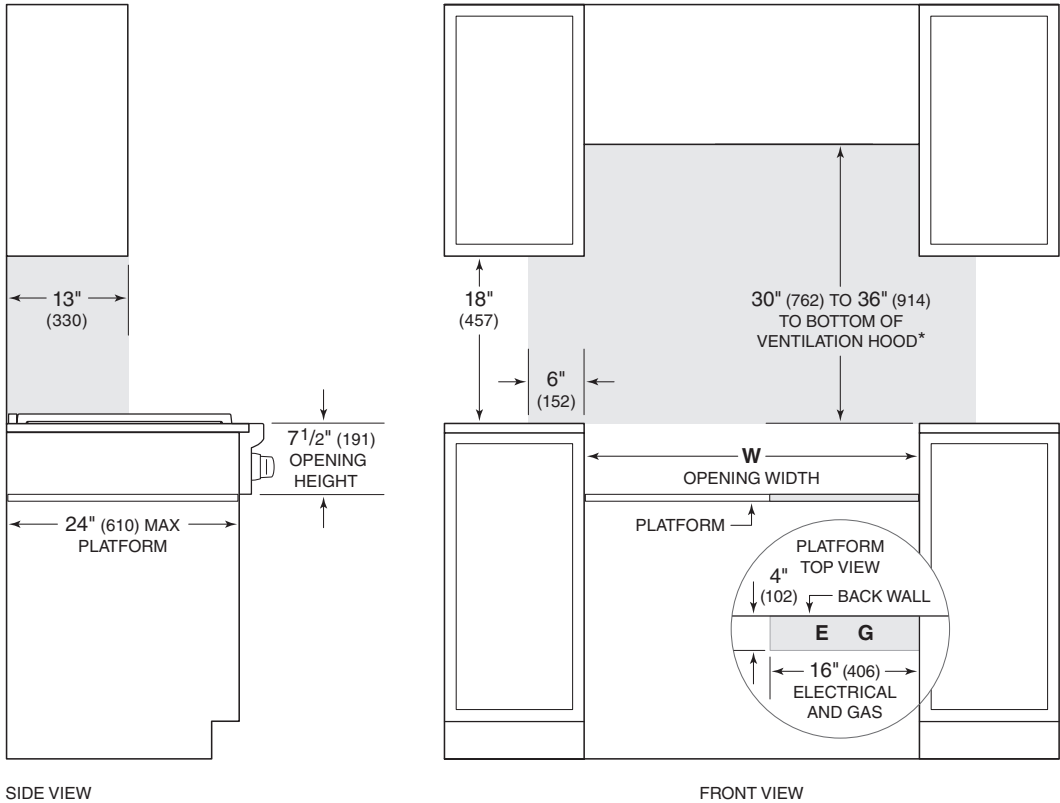 13"
(330)
7 1/2" (191)
OPENING
HEIGHT
24" (610) MAX
PLATFORM
SIDE VIEW
18"
(457)
30" (762) TO 36" (914)
TO BOTTOM OF
VENTILATION HOOD*
6"
(152)
W
OPENING WIDTH
PLATFORM
PLATFORM
TOP VIEW
4"
(102)
BACK WALL
E G
16" (406)
ELECTRICAL
AND GAS
FRONT VIEW